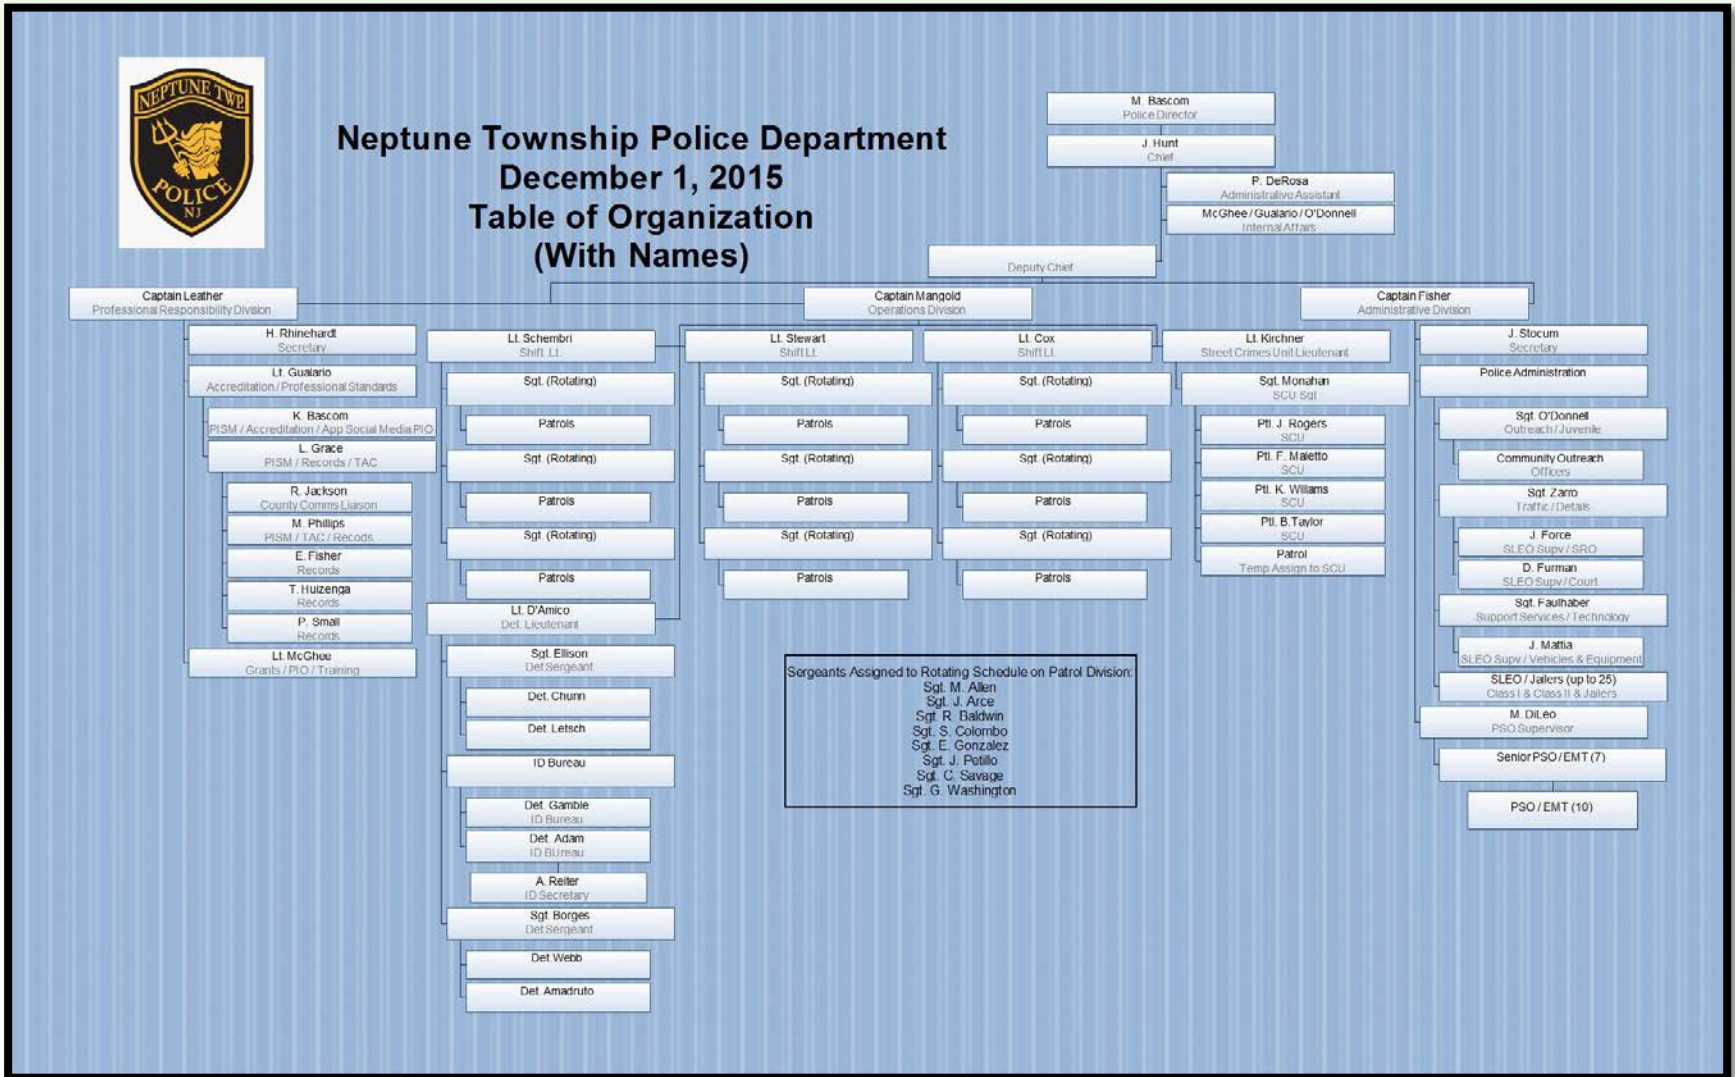 NEPTUNE TWP.
POLICE
NJ
Neptune Township Police Department
December 1, 2015
Table of Organization
(With Names)
M. Bascom
Police Director
J. Hunt
Chief
P. DeRosa
Administrative Assistant
McGhee / Gualario / O'Donnell
Internal Affairs
Deputy Chief
Captain Leather
Professional Responsibility Division
H. Rhinehardt
Secretary
Lt. Gualario
Accreditation / Professional Standards
K. Bascom
PISM / Accreditation / App Social Media PIO
L. Grace
PISM / Records / TAC
R. Jackson
County Comms Liaison
M. Phillips
PISM / TAC / Recods
E. Fisher
Records
T. Huizenga
Records
P. Small
Records
Lt. McGhee
Grants / PIO / Training
Captain Mangold
Operations Division
Lt. Schembri
Shift Lt.
Sgt. (Rotating)
Patrols
Sgt. (Rotating)
Patrols
Sgt. (Rotating)
Patrols
Lt. D'Amico
Det. Lieutenant
Sgt. Ellison
Det Sergeant
Det. Chunn
Det. Letsch
ID Bureau
Det. Gamble
ID Bureau
Det. Adam
ID BUreau
A. Reiter
ID Secretary
Sgt. Borges
Det Sergeant
Det. Webb
Det. Amadruto
Lt. Stewart
Shift Lt.
Sgt. (Rotating)
Patrols
Sgt. (Rotating)
Patrols
Sgt. (Rotating)
Patrols
Lt. Cox
Shift Lt.
Sgt. (Rotating)
Patrols
Sgt. (Rotating)
Patrols
Sgt. (Rotating)
Patrols
Lt. Kirchner
Street Crimes Unit Lieutenant
Sgt. Monahan
SCU Sgt
Ptl. J. Rogers
SCU
Ptl. F. Maletto
SCU
Ptl. K. Willams
SCU
Ptl. B.Taylor
SCU
Patrol
Temp Assign to SCU
Captain Fisher
Administrative Division
J. Stocum
Secretary
Police Administration
Sgt. O'Donnell
Outreach / Juvenile
Community Outreach
Officers
Sgt. Zarro
Traffic / Details
J. Force
SLEO Supv / SRO
D. Furman
SLEO Supv / Court
Sgt. Faulhaber
Support Services / Technology
J. Mattia
SLEO Supv / Vehicles & Equipment
SLEO / Jailers (up to 25)
Class I & Class II & Jailers
M. DiLeo
PSO Supervisor
Senior PSO / EMT (7)
PSO / EMT (10)
Sergeants Assigned to Rotating Schedule on Patrol Division:
Sgt. M. Allen
Sgt. J. Arce
Sgt. R. Baldwin
Sgt. S. Colombo
Sgt. E. Gonzalez
Sgt. J. Petillo
Sgt. C. Savage
Sgt. G. Washington